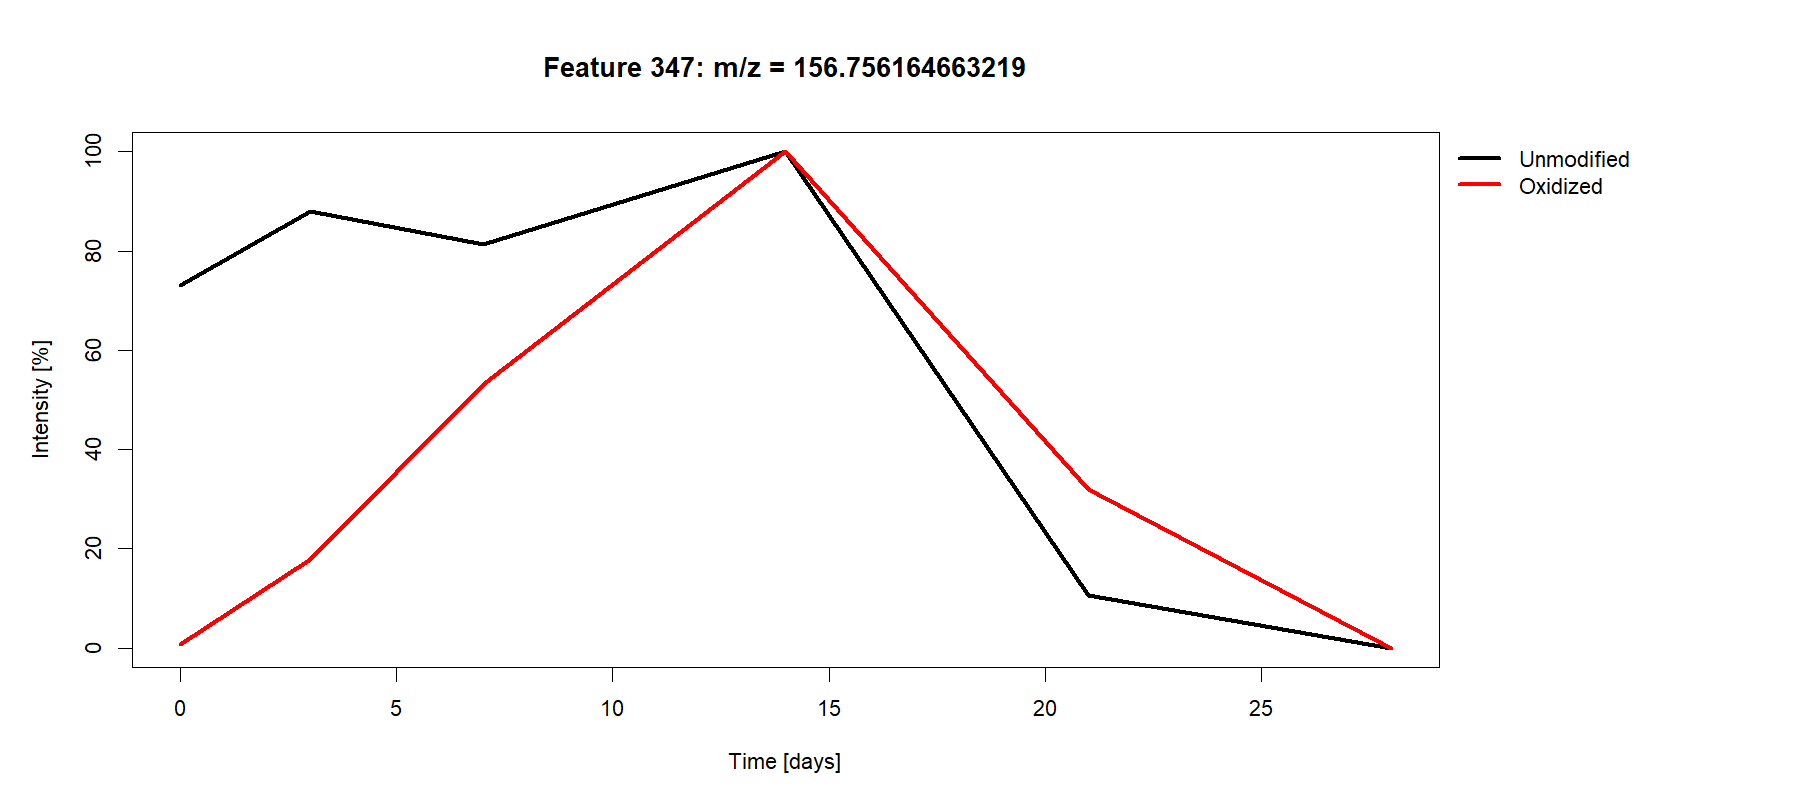 Feature 347: m/z = 156.756164663219
Unmodified
Oxidized
Intensity [%]
100
80
60
40
20
0
0 5 10 15 20 25
Time [days]